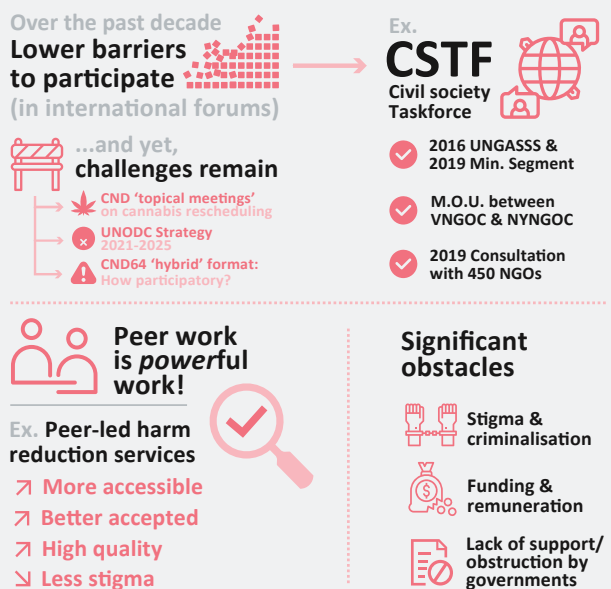 Over the past decade
Lower barriers
to participate
(in international forums)
...and yet,
challenges remain
CND ‘topical meetings’
on cannabis rescheduling
UNODC Strategy
2021-2025
CND64 ‘hybrid’ format:
How participatory?
Ex.
CSTF
Civil society
Taskforce
2016 UNGASSS &
2019 Min. Segment
M.O.U. between
VNGOC & NYNGOC
2019 Consultation
with 450 NGOs
Peer work
is powerful
work!
Ex. Peer-led harm
reduction services
More accessible
Better accepted
High quality
Less stigma
Significant
obstacles
Stigma &
criminalisation
Funding &
remuneration
Lack of support/
obstruction by
governments